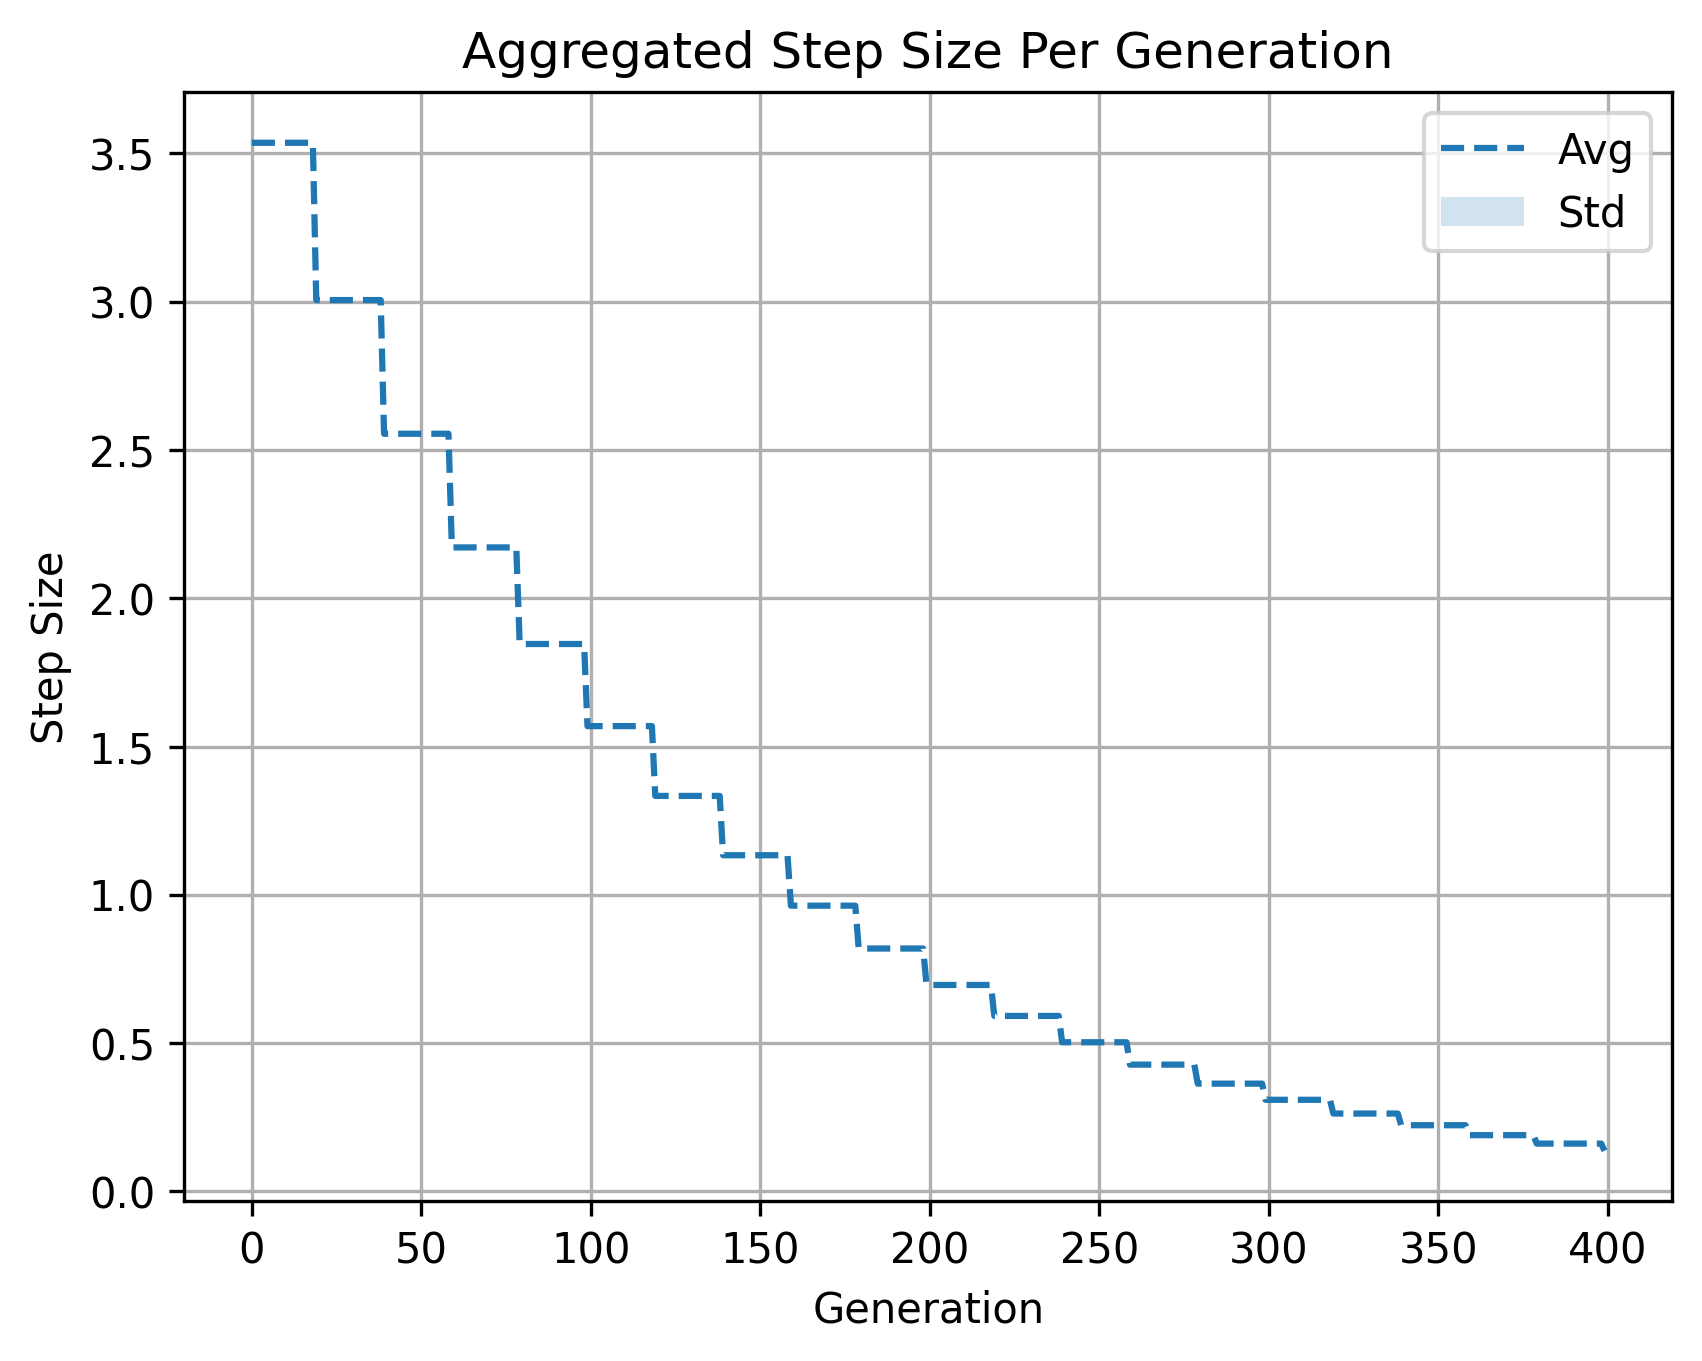 Aggregated Step Size Per Generation
Avg
Std
3.5
3.0
2.5
2.0
1.5
1.0
0.5
0.0
Step Size
0 50 100 150 200 250 300 350 400
Generation